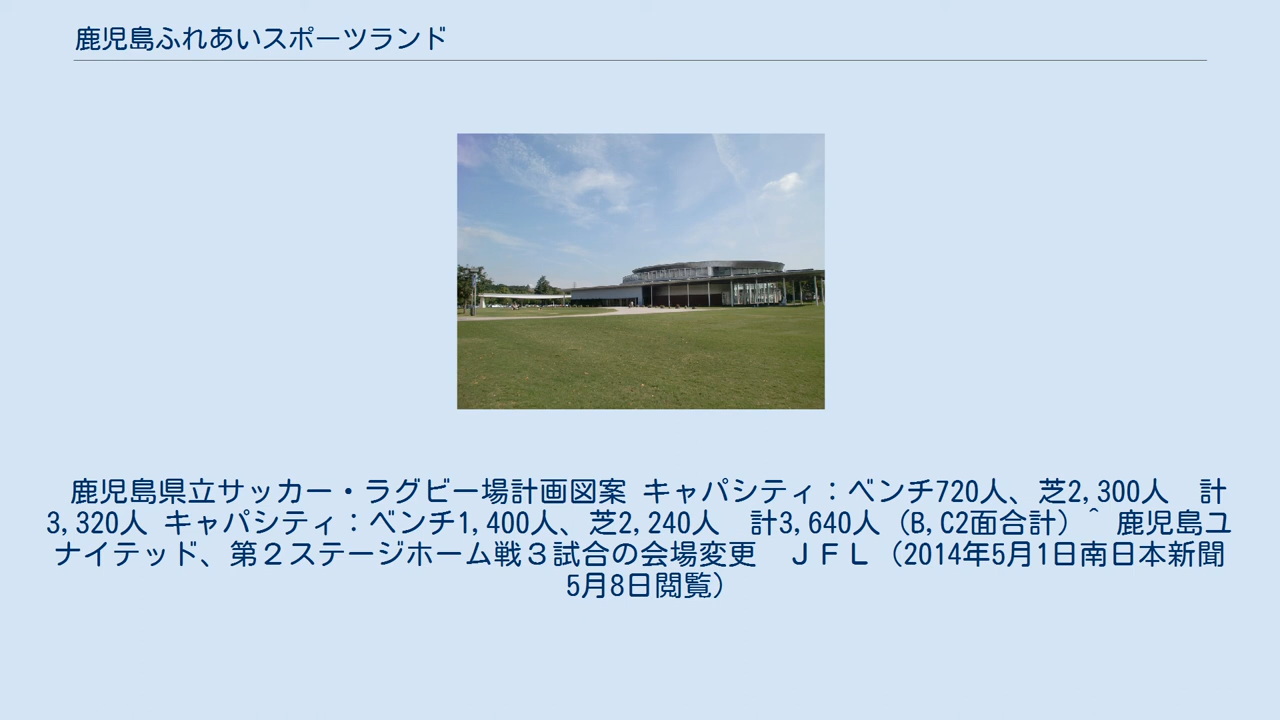 鹿児島ふれあいスポーツランド
鹿児島県立サッカー・ラグビー場計画図案 キャパシティ：ベンチ720人、芝2,300人　計
3,320人 キャパシティ：ベンチ1,400人、芝2,240人　計3,640人（B,C2面合計）^ 鹿児島ユ
ナイテッド、第２ステージホーム戦３試合の会場変更　ＪＦＬ（2014年5月1日南日本新聞
5月8日閲覧）